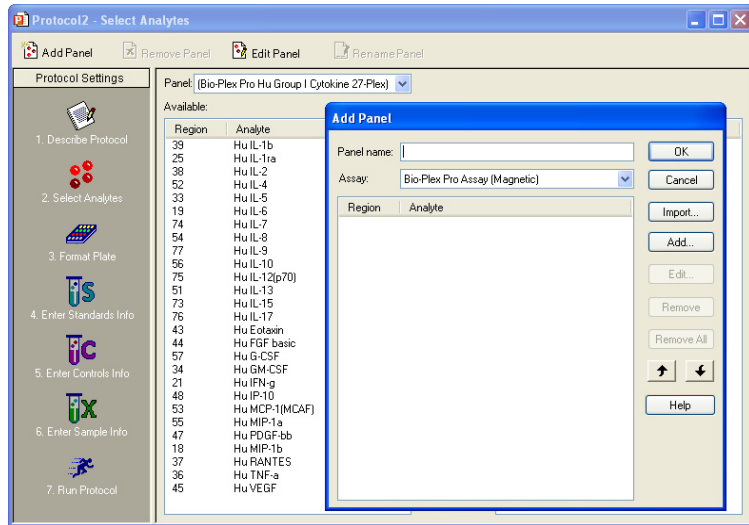 Protocol2 - Select Analytes
Add Panel Remove Panel Edit Panel Rename Panel
Protocol Settings
1. Describe Protocol
2. Select Analytes
3. Format Plate
4. Enter Standards Info
5. Enter Controls Info
6. Enter Sample Info
7. Run Protocol
Panel: (Bio-Plex Pro Hu Group I Cytokine 27-Plex)
Available:
Region Analyte
39 Hu IL-1b
25 Hu IL-1ra
38 Hu IL-2
52 Hu IL-4
33 Hu IL-5
19 Hu IL-6
74 Hu IL-7
54 Hu IL-8
77 Hu IL-9
56 Hu IL-10
75 Hu IL-12(p70)
51 Hu IL-13
73 Hu IL-15
76 Hu IL-17
43 Hu Eotaxin
44 Hu FGF basic
57 Hu G-CSF
34 Hu GM-CSF
21 Hu IFN-g
48 Hu IP-10
53 Hu MCP-1(MCAF)
55 Hu MIP-1a
47 Hu PDGF-bb
18 Hu MIP-1b
37 Hu RANTES
36 Hu TNF-a
45 Hu VEGF
Add Panel
Panel name:
Assay: Bio-Plex Pro Assay (Magnetic)
Region Analyte
OK
Cancel
Import...
Add...
Edit...
Remove
Remove All
Help